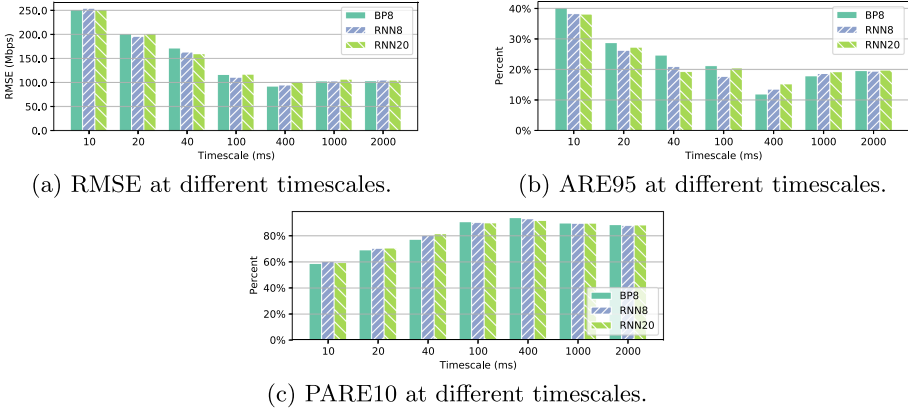 250.0
200.0
150.0
100.0
50.0
0.0
RMSE (Mbps)
BP8
RNN8
RNN20
10 20 40 100 400 1000 2000
Timescale (ms)
(a) RMSE at different timescales.
40%
30%
20%
10%
0%
Percent
BP8
RNN8
RNN20
10 20 40 100 400 1000 2000
Timescale (ms)
(b) ARE95 at different timescales.
80%
60%
40%
20%
0%
Percent
BP8
RNN8
RNN20
10 20 40 100 400 1000 2000
Timescale (ms)
(c) PARE10 at different timescales.